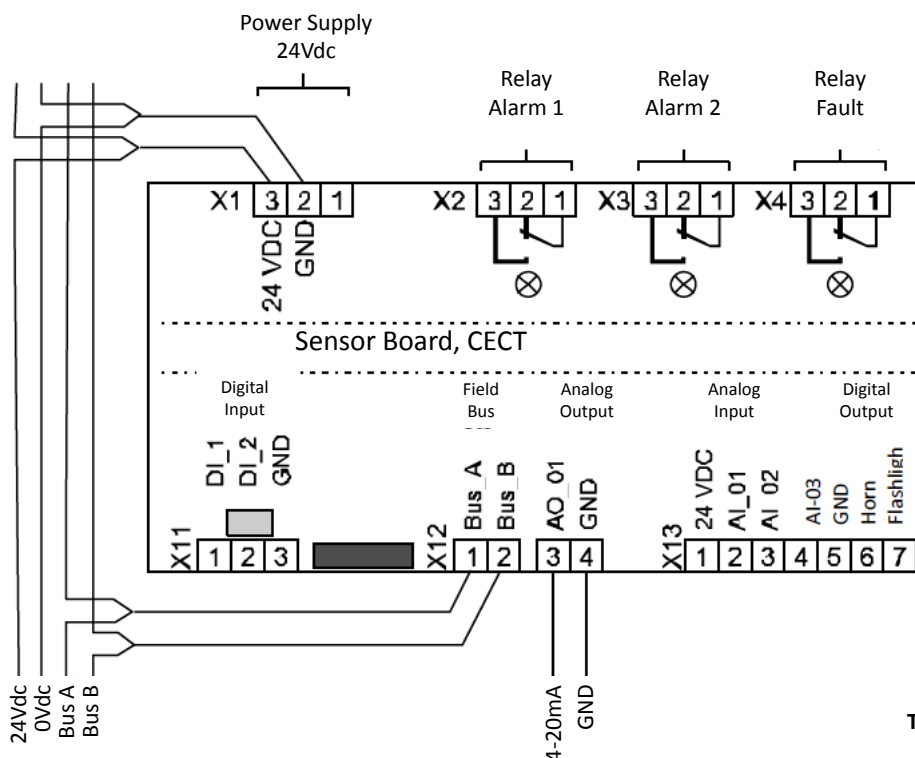 Power Supply
24Vdc
Relay
Alarm 1
Relay
Alarm 2
Relay
Fault
X1 3 2 1
X2 3 2 1
X3 3 2 1
X4 3 2 1
24 VDC
GND
Sensor Board, CECT
Digital
Input
Field
Bus
Analog
Output
Analog
Input
Digital
Output
DI_1
DI_2
GND
Bus_A
Bus_B
AO_01
GND
24 VDC
AI_01
AI 02
AI-03
GND
Horn
Flashligh
X11 1 2 3
X12 1 2 3 4
X13 1 2 3 4 5 6 7
24Vdc
0Vdc
Bus A
Bus B
4-20mA
GND
T